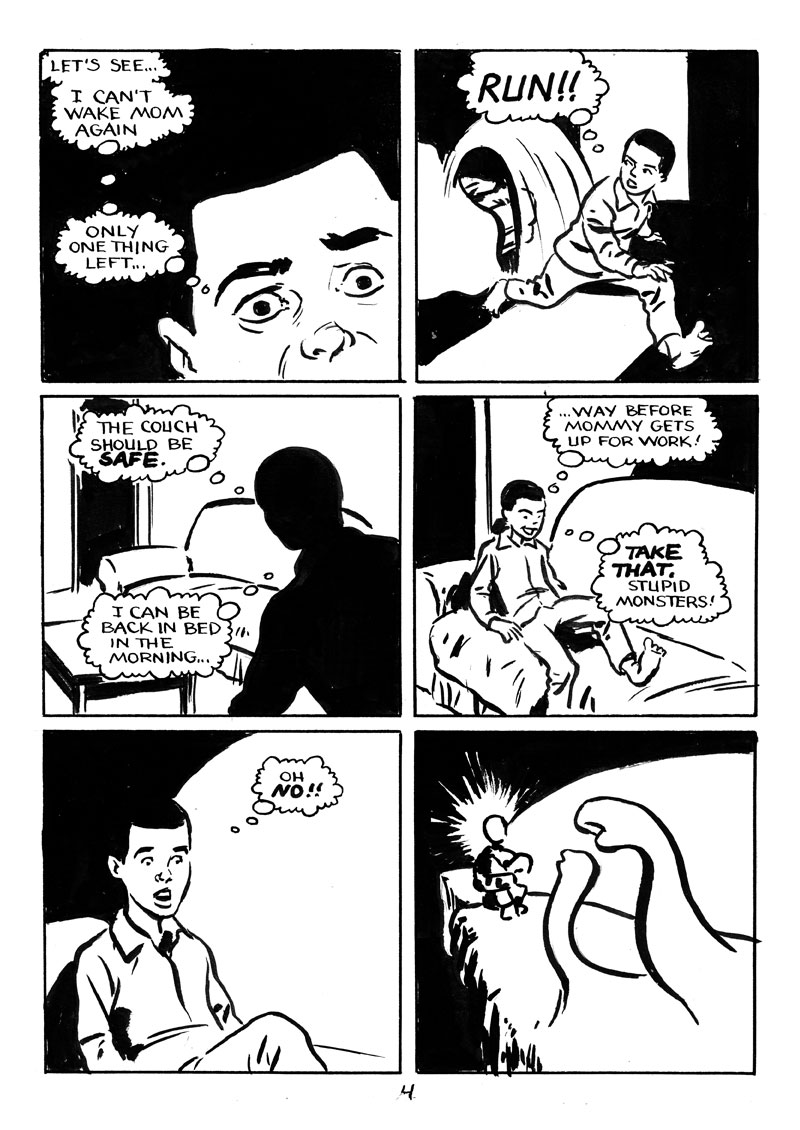 LET'S SEE...
I CAN'T
WAKE MOM
AGAIN
ONLY
ONE THING
LEFT...
RUN!!
THE COUCH
SHOULD BE
SAFE.
I CAN BE
BACK IN BED
IN THE
MORNING...
...WAY BEFORE
MOMMY GETS
UP FOR WORK!
TAKE
THAT,
STUPID
MONSTERS!
OH
NO!!
4